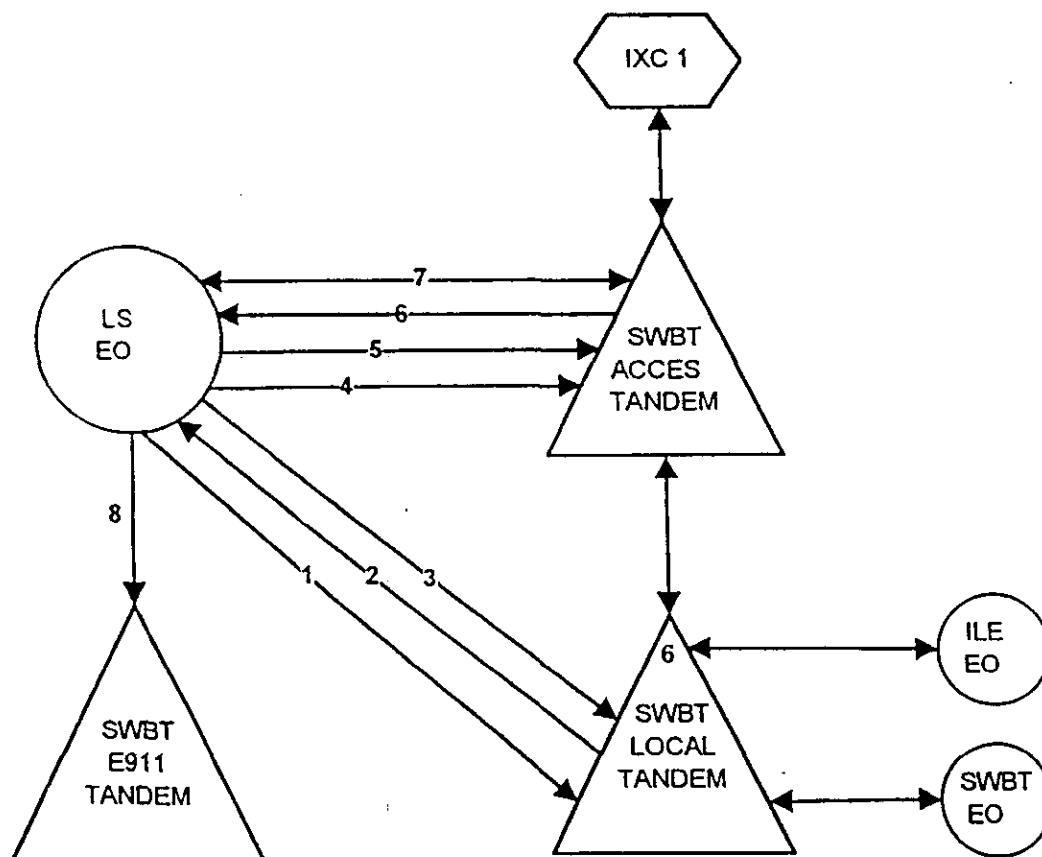 IXC 1
7
6
5
4
LS
EO
SWBT
ACCES
TANDEM
8
1
2
3
6
SWBT
LOCAL
TANDEM
ILE
EO
SWBT
EO
SWBT
E911
TANDEM